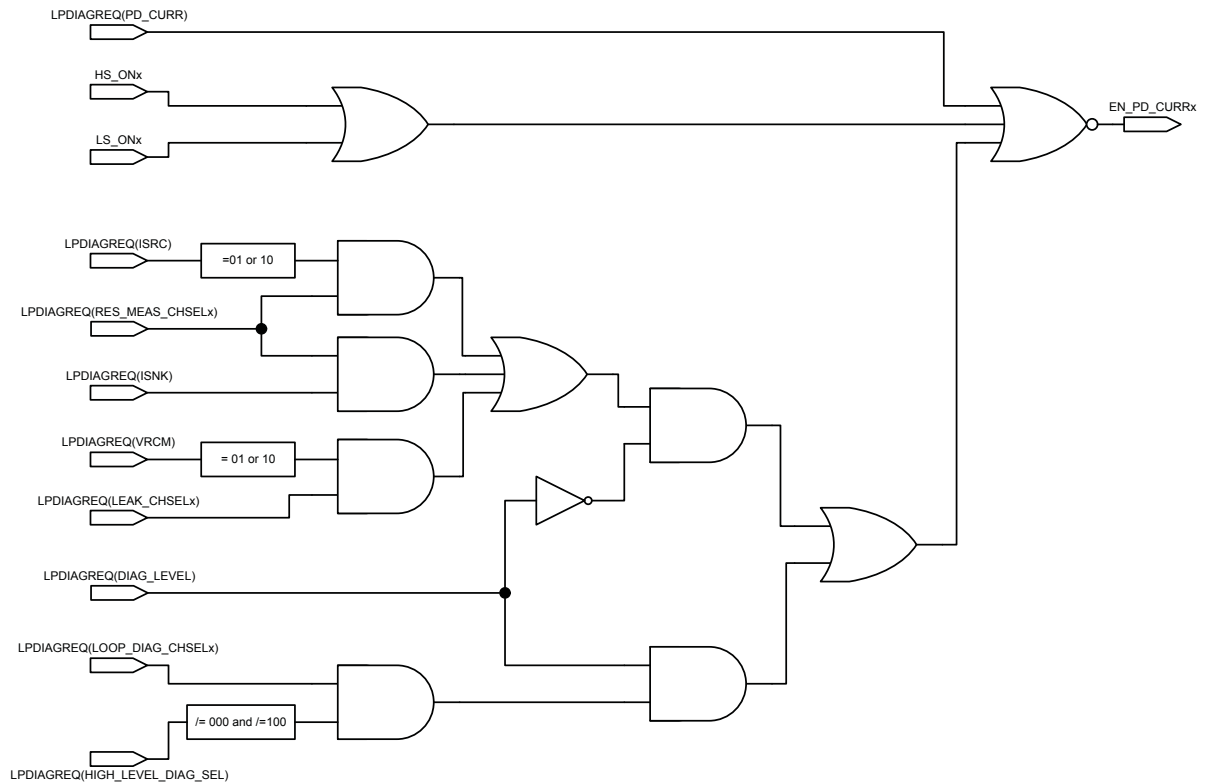 LPDIAGREQ(PD_CURR)
HS_ONx
EN_PD_CURRx
LS_ONx
LPDIAGREQ(ISRC)
=01 or 10
LPDIAGREQ(RES_MEAS_CHSELx)
LPDIAGREQ(ISNK)
LPDIAGREQ(VRCM)
= 01 or 10
LPDIAGREQ(LEAK_CHSELx)
LPDIAGREQ(DIAG_LEVEL)
LPDIAGREQ(LOOP_DIAG_CHSELx)
/= 000 and /=100
LPDIAGREQ(HIGH_LEVEL_DIAG_SEL)